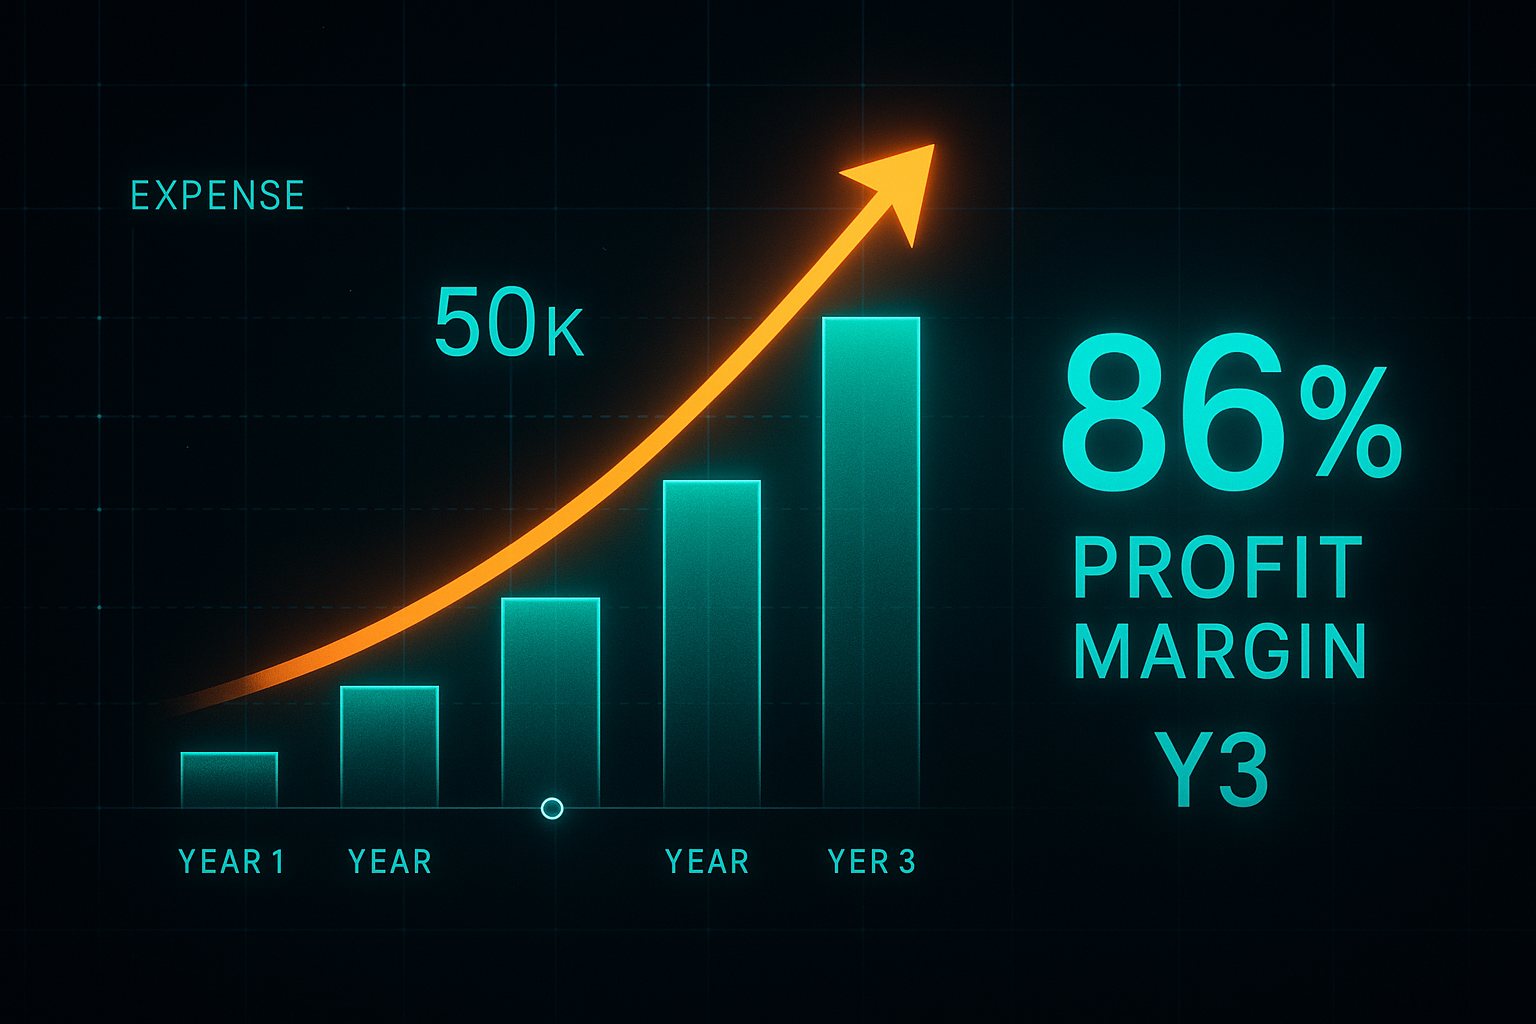 EXPENSE
50K
86%
PROFIT
MARGIN
Y3
YEAR 1 YEAR YEAR YER 3